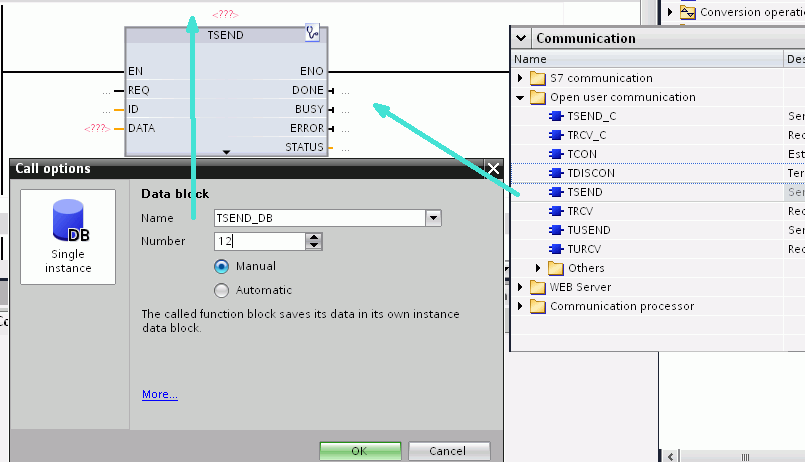 <???>
TSEND
EN
ENO
... REQ
DONE ...
... ID
BUSY ...
<???> DATA
ERROR ...
STATUS ...
Conversion operati
Communication
Name
Des
S7 communication
Open user communication
TSEND_C
Ser
TRCV_C
Rec
TCON
Est
TDISCON
Ter
TSEND
Ser
TRCV
Rec
TUSEND
Ser
TURCV
Rec
Others
WEB Server
Communication processor
Call options
DB
Single
instance
Data block
Name
TSEND_DB
Number
12
Manual
Automatic
The called function block saves its data in its own instance
data block.
More...
OK
Cancel